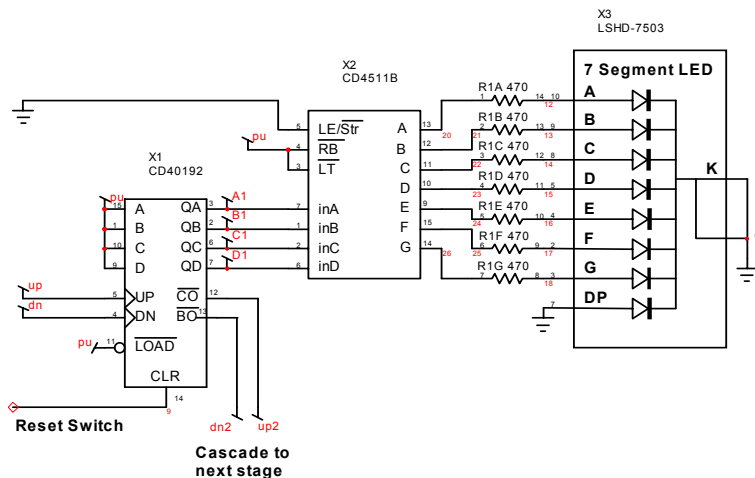 X3
LSHD-7503
7 Segment LED
X2
CD4511B
R1A 470
1
14
10
12
A
R1B 470
2
13
9
13
B
R1C 470
3
12
8
14
C
R1D 470
4
11
5
15
D
R1E 470
5
10
4
16
E
R1F 470
6
9
2
17
F
R1G 470
7
8
3
18
G
7
DP
K
5
LE/Str
4
RB
3
LT
pu
A
13
20
B
12
21
C
11
22
D
10
23
E
9
24
F
15
25
G
14
26
7
inA
1
inB
2
inC
6
inD
X1
CD40192
pu
15
A
1
B
10
C
9
D
QA
3
A1
QB
2
B1
QC
6
C1
QD
7
D1
up
5
UP
dn
4
DN
CO
12
BO
13
pu
11
LOAD
CLR
14
9
Reset Switch
dn2
up2
Cascade to
next stage